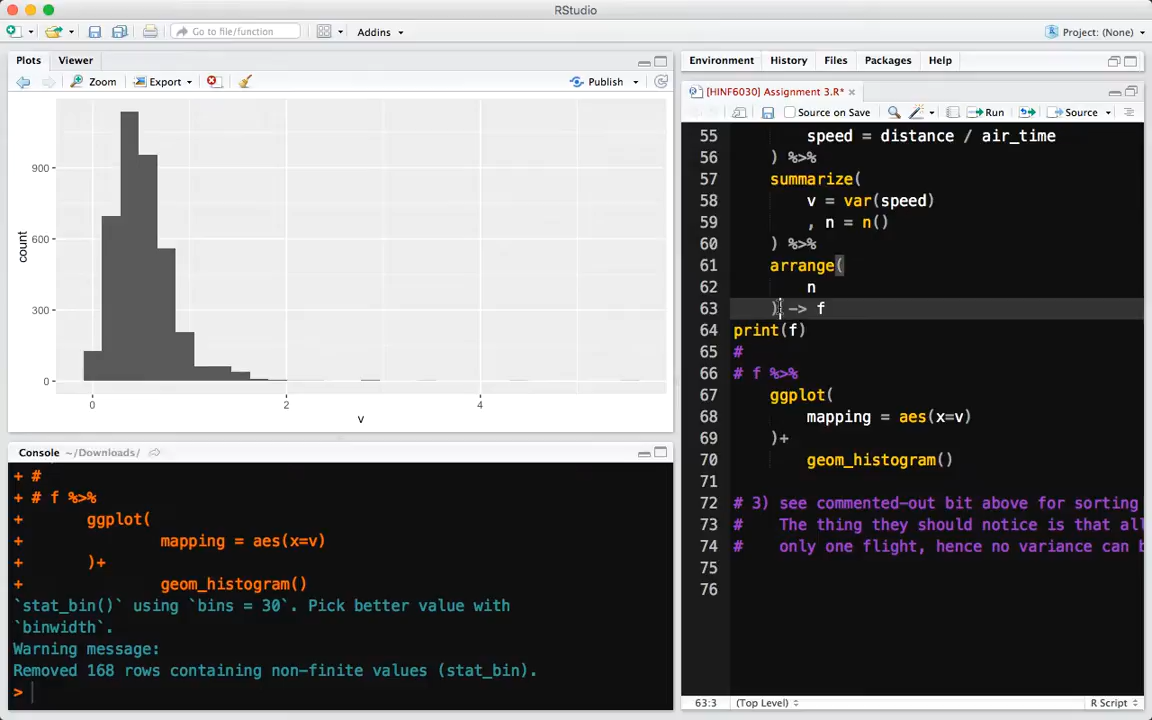 RStudio
Go to file/function
Addins
Project: (None)
Plots
Viewer
Zoom
Export
Publish
900
600
300
0
count
0
2
4
v
Console ~/Downloads/
+ #
+ # f %>%
+ ggplot(
+ mapping = aes(x=v)
+ )+
+ geom_histogram()
`stat_bin()` using `bins = 30`. Pick better value with
`binwidth`.
Warning message:
Removed 168 rows containing non-finite values (stat_bin).
>
Environment
History
Files
Packages
Help
[HINF6030] Assignment 3.R*
Source on Save
Run
Source
55 speed = distance / air_time
56 ) %>%
57 summarize(
58 v = var(speed)
59 , n = n()
60 ) %>%
61 arrange(
62 n
63 ) -> f
64 print(f)
65 #
66 # f %>%
67 ggplot(
68 mapping = aes(x=v)
69 )+
70 geom_histogram()
71
72 # 3) see commented-out bit above for sorting
73 # The thing they should notice is that all
74 # only one flight, hence no variance can b
75
76
63:3
(Top Level)
R Script